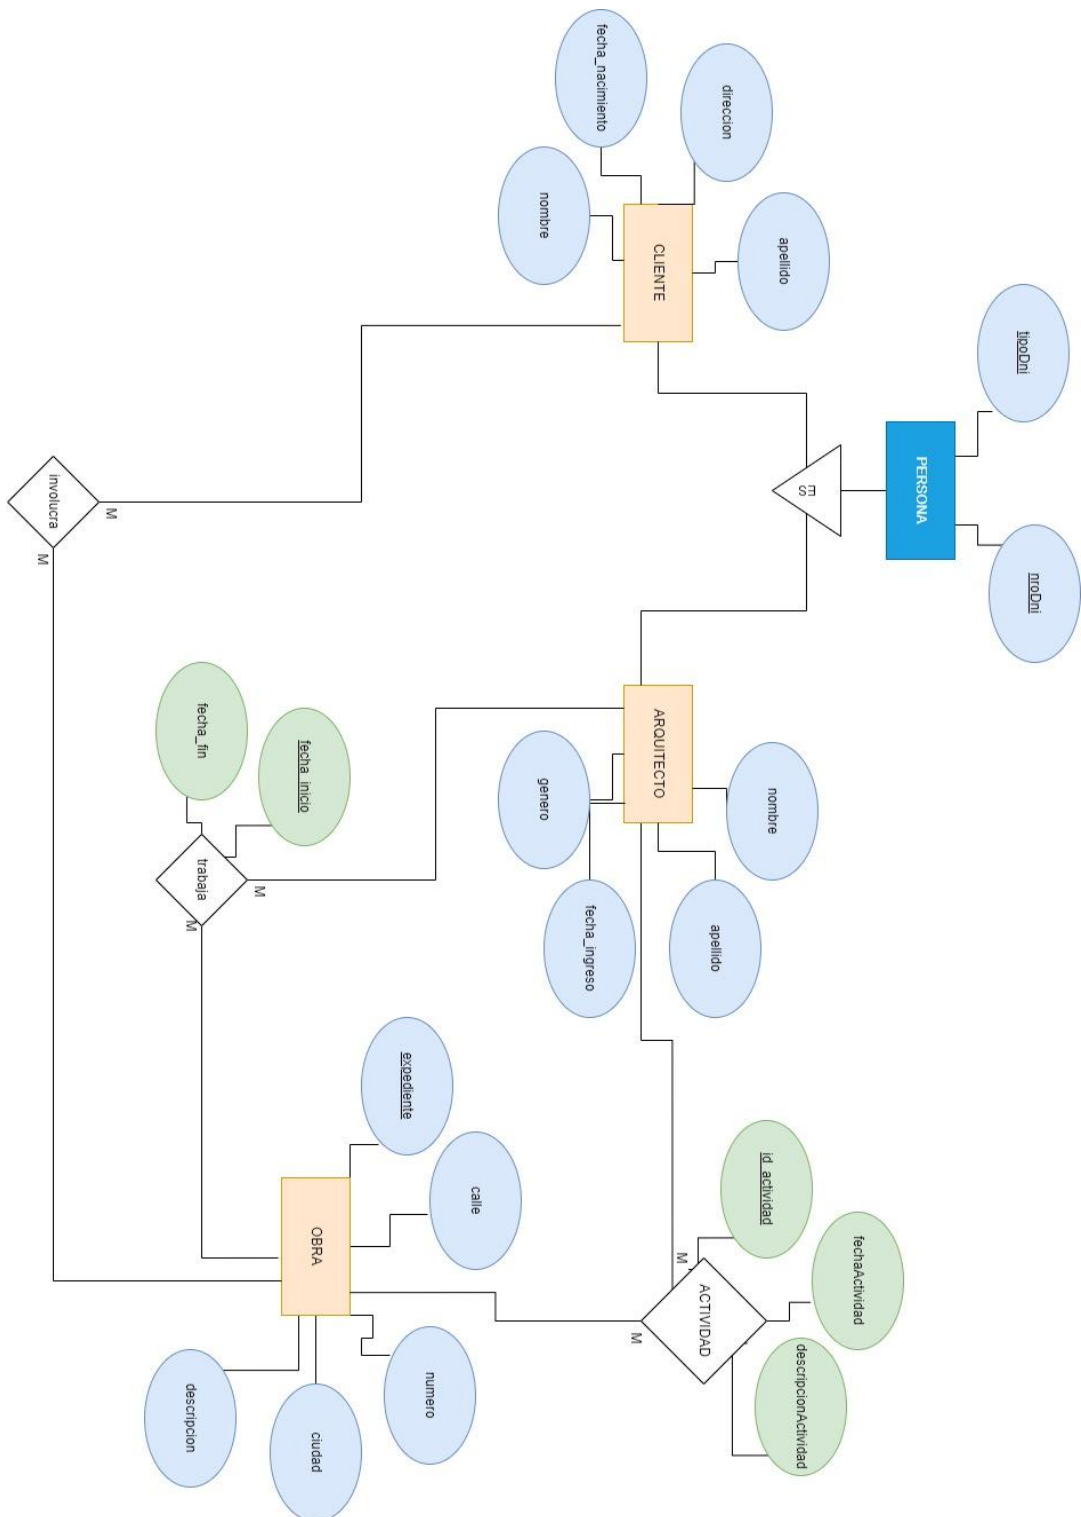 tipoDni
nroDni
PERSONA
fechaActividad
E
S
descripcionActividad
apellido
nombre
id_actividad
direccion
apellido
ACTIVIDAD
M
CLIENTE
ARQUITECTO
M
fecha_nacimiento
fecha_ingreso
nombre
genero
calle
numero
expediente
OBRA
ciudad
fecha_inicio
M
fecha_fin
trabaja
M
descripcion
M
involucra
M